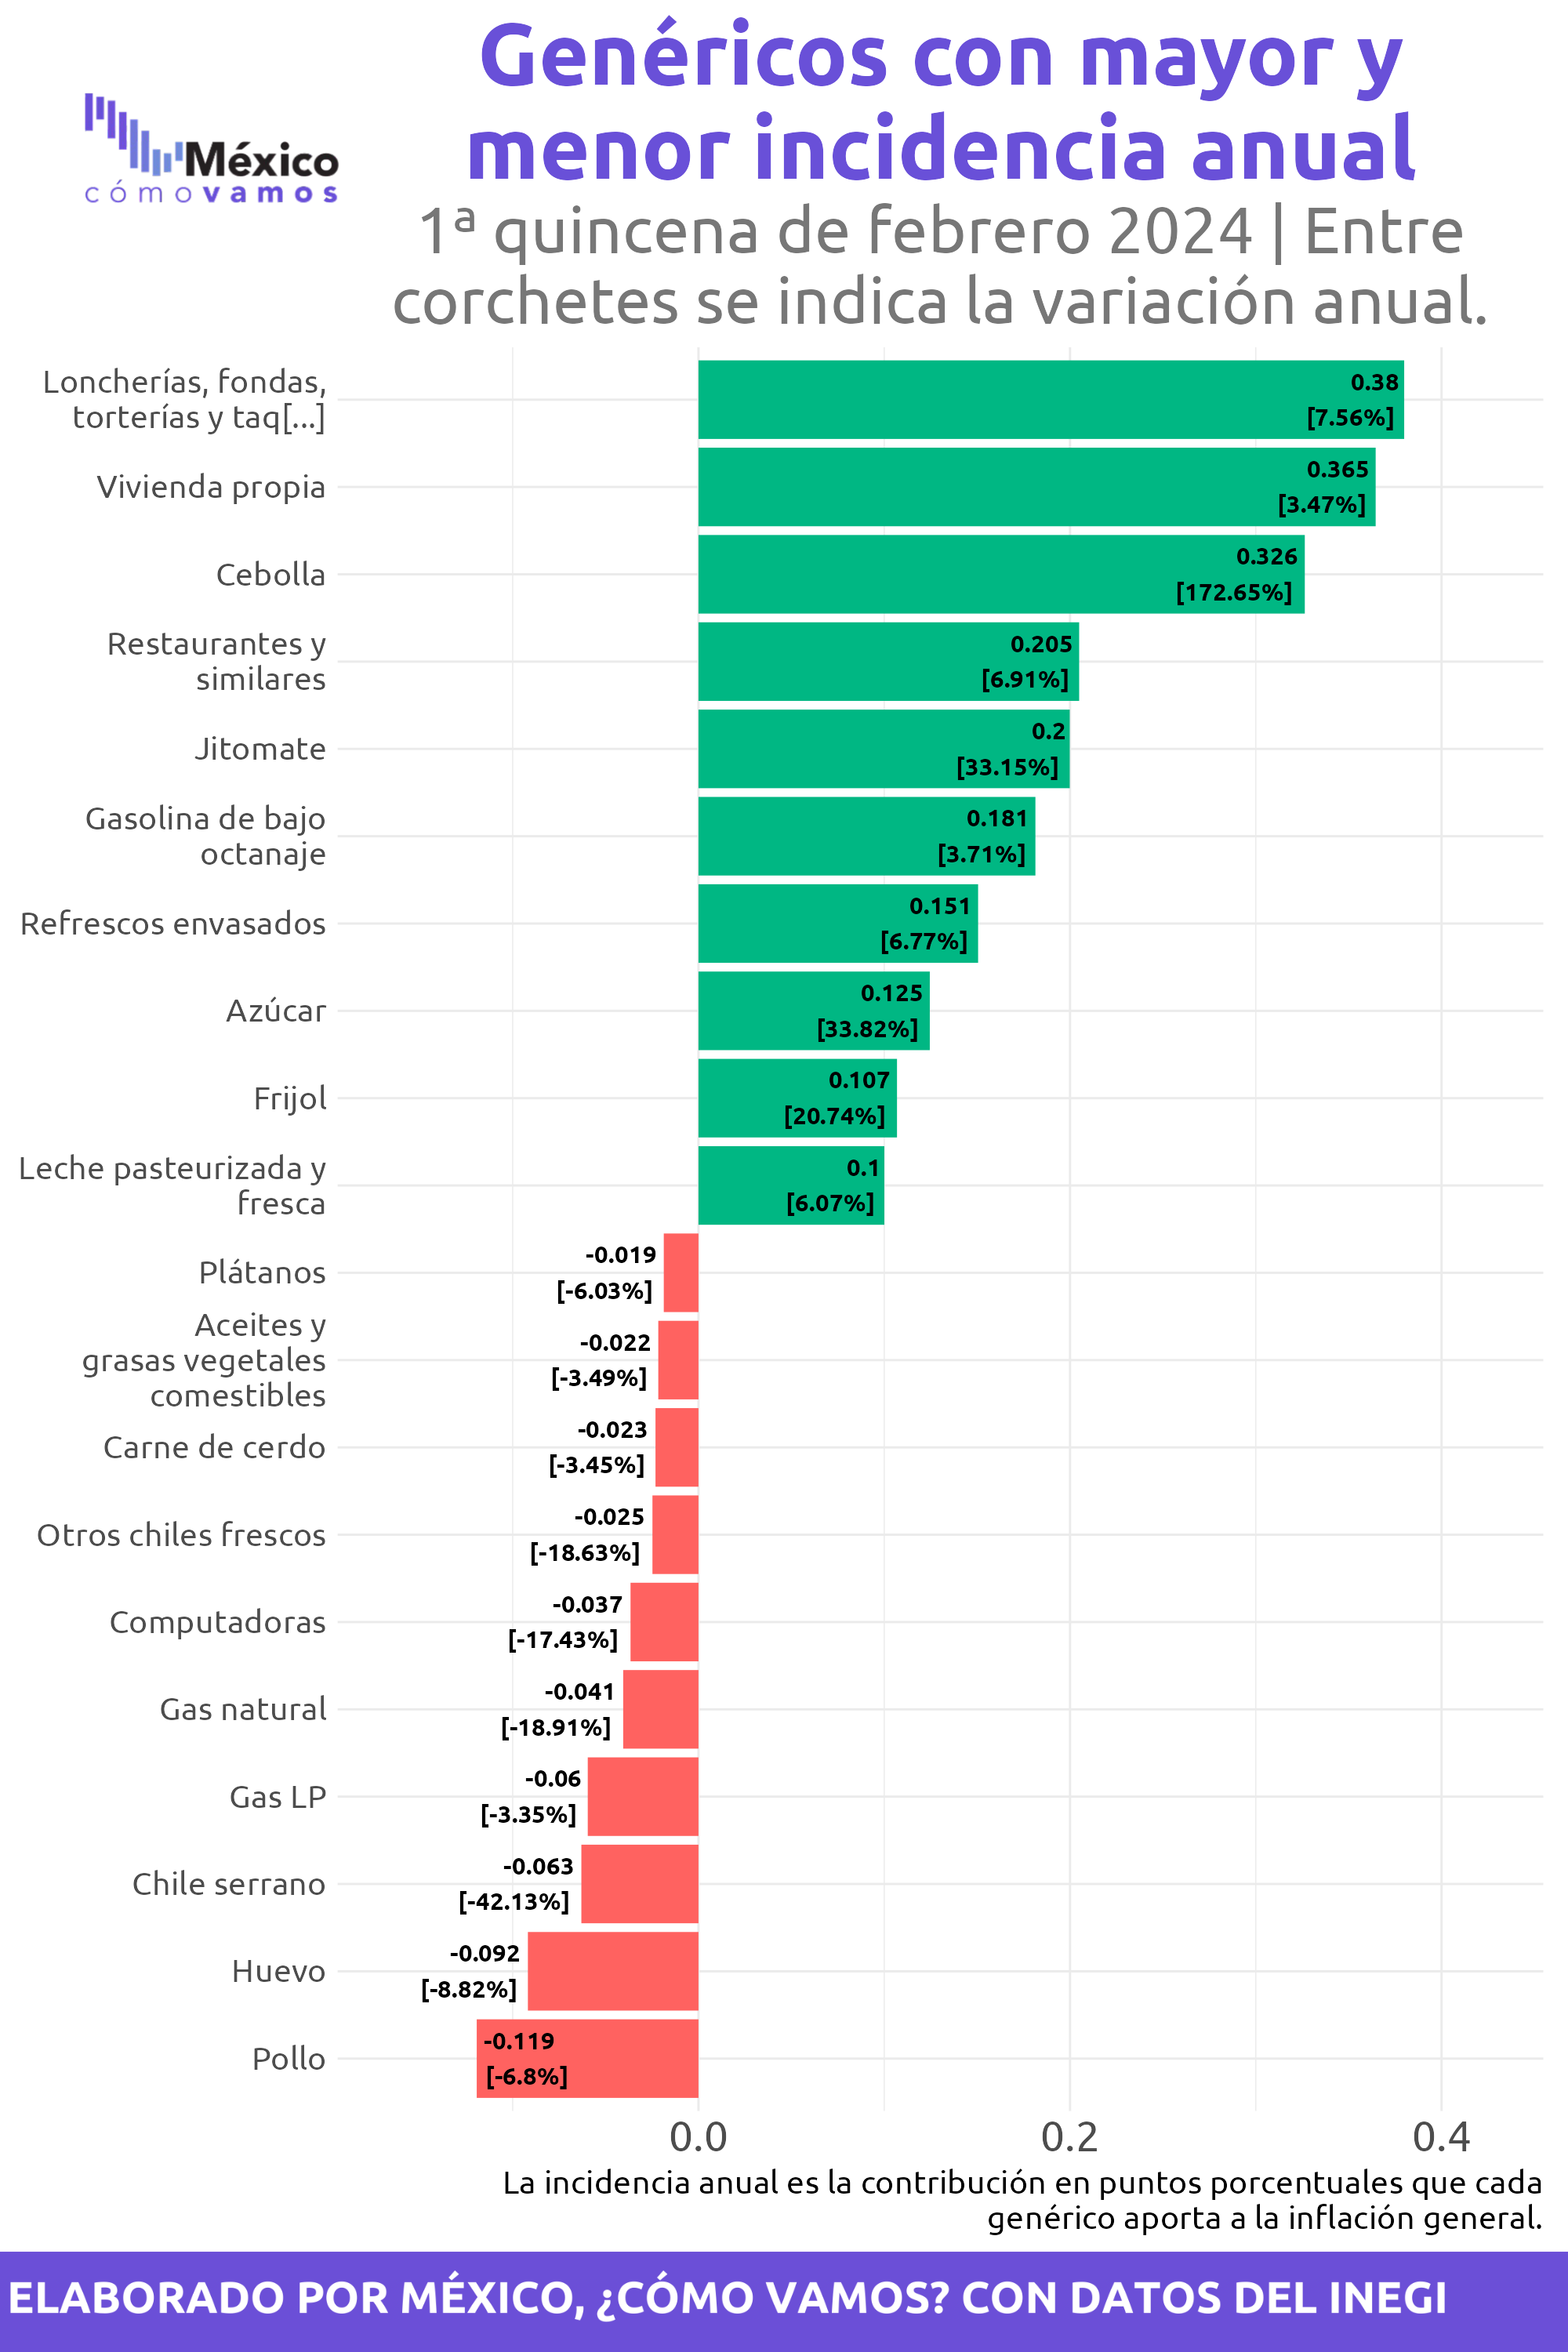 Genéricos con mayor y
menor incidencia anual
México
cómovamos
1ª quincena de febrero 2024 | Entre
corchetes se indica la variación anual.
Loncherías, fondas,
torterías y taq[...]
0.38
[7.56%]
Vivienda propia
0.365
[3.47%]
Cebolla
0.326
[172.65%]
Restaurantes y
similares
0.205
[6.91%]
Jitomate
0.2
[33.15%]
Gasolina de bajo
octanaje
0.181
[3.71%]
Refrescos envasados
0.151
[6.77%]
Azúcar
0.125
[33.82%]
Frijol
0.107
[20.74%]
Leche pasteurizada y
fresca
0.1
[6.07%]
Plátanos
-0.019
[-6.03%]
Aceites y
grasas vegetales
comestibles
-0.022
[-3.49%]
Carne de cerdo
-0.023
[-3.45%]
Otros chiles frescos
-0.025
[-18.63%]
Computadoras
-0.037
[-17.43%]
Gas natural
-0.041
[-18.91%]
Gas LP
-0.06
[-3.35%]
Chile serrano
-0.063
[-42.13%]
Huevo
-0.092
[-8.82%]
Pollo
-0.119
[-6.8%]
0.0 0.2 0.4
La incidencia anual es la contribución en puntos porcentuales que cada
genérico aporta a la inflación general.
ELABORADO POR MÉXICO, ¿CÓMO VAMOS? CON DATOS DEL INEGI